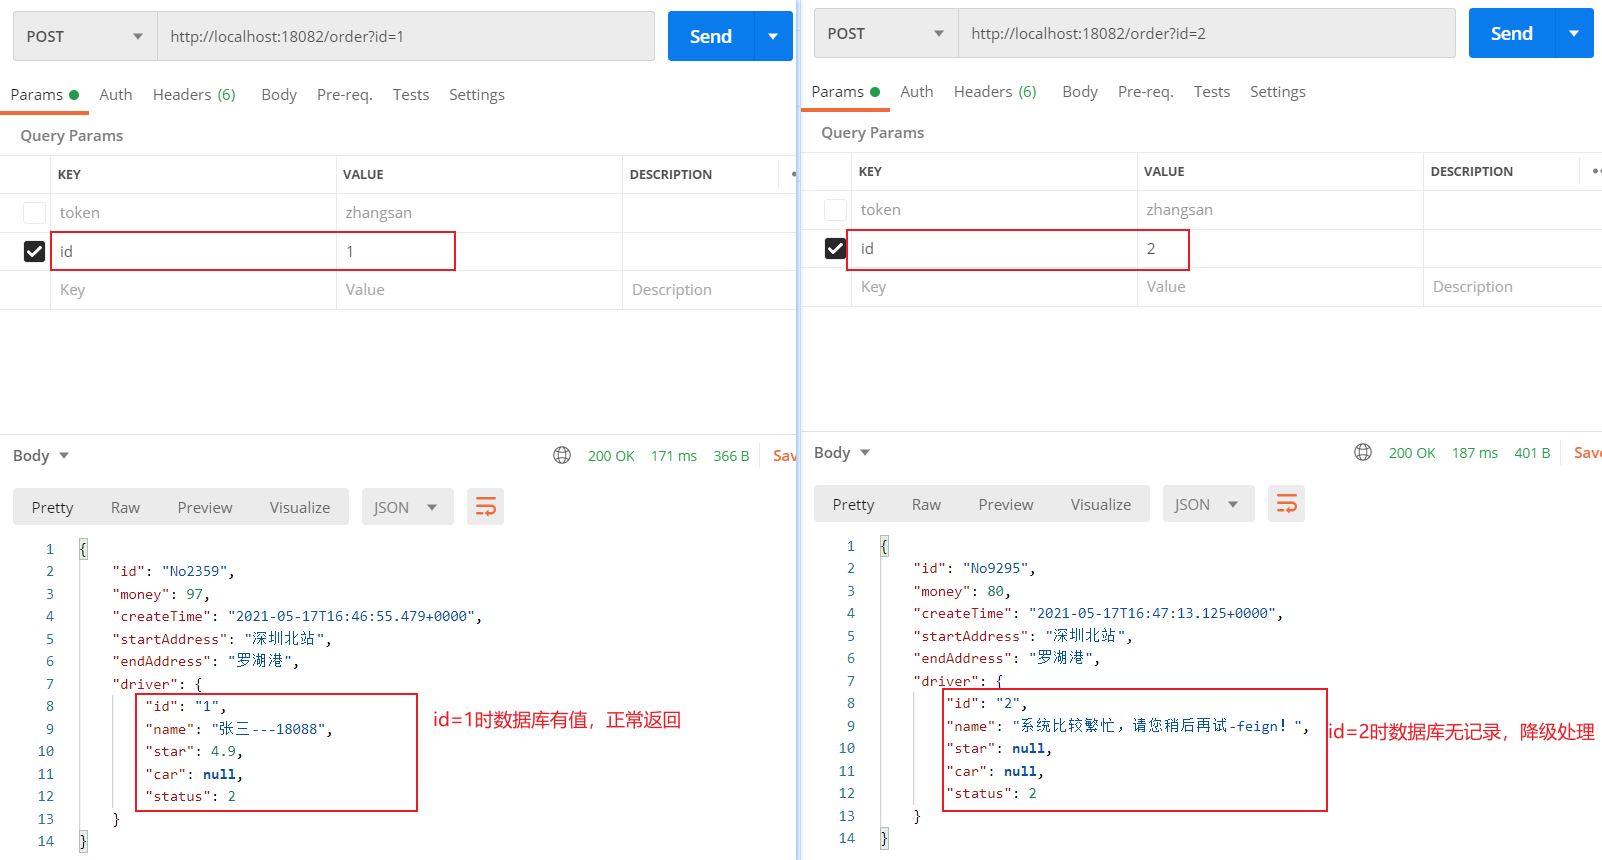 POST
http://localhost:18082/order?id=1
Send
Params
Auth
Headers (6)
Body
Pre-req.
Tests
Settings
Query Params
KEY
VALUE
DESCRIPTION
token
zhangsan
id
1
Key
Value
Description
Body
200 OK
171 ms
366 B
Sav
Pretty
Raw
Preview
Visualize
JSON
1 {
2 "id": "No2359",
3 "money": 97,
4 "createTime": "2021-05-17T16:46:55.479+0000",
5 "startAddress": "深圳北站",
6 "endAddress": "罗湖港",
7 "driver": {
8 "id": "1",
9 "name": "张三---18088",
10 "star": 4.9,
11 "car": null,
12 "status": 2
13 }
14 }
id=1时数据库有值，正常返回
POST
http://localhost:18082/order?id=2
Send
Params
Auth
Headers (6)
Body
Pre-req.
Tests
Settings
Query Params
KEY
VALUE
DESCRIPTION
token
zhangsan
id
2
Key
Value
Description
Body
200 OK
187 ms
401 B
Save
Pretty
Raw
Preview
Visualize
JSON
1 {
2 "id": "No9295",
3 "money": 80,
4 "createTime": "2021-05-17T16:47:13.125+0000",
5 "startAddress": "深圳北站",
6 "endAddress": "罗湖港",
7 "driver": {
8 "id": "2",
9 "name": "系统比较繁忙，请您稍后再试-feign！",
10 "star": null,
11 "car": null,
12 "status": 2
13 }
14 }
id=2时数据库无记录，降级处理